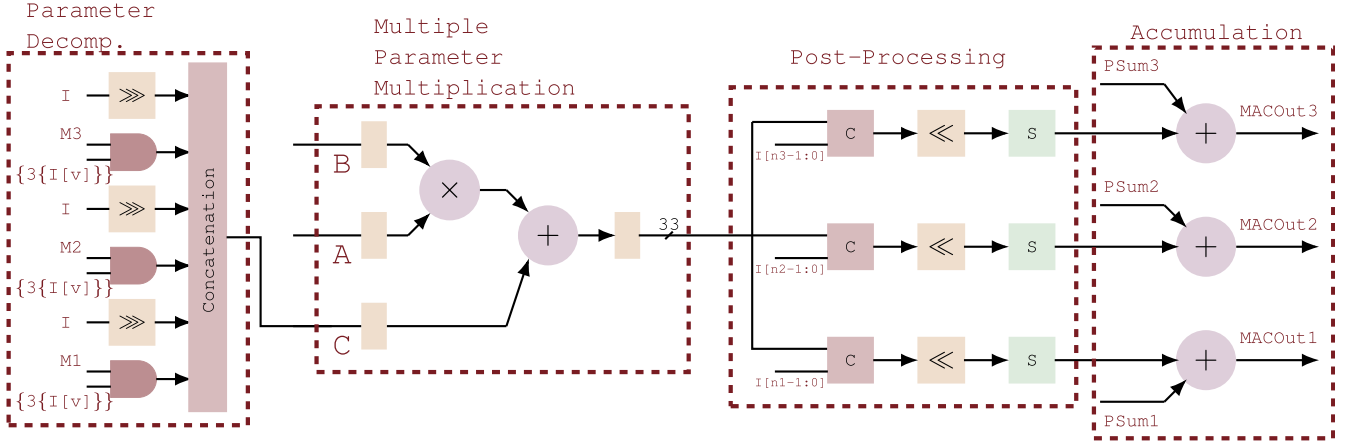 Parameter
Decomp.
I
⋙
M3
{3{I[v]}}
I
⋙
M2
{3{I[v]}}
I
⋙
M1
{3{I[v]}}
Concatenation
Multiple
Parameter
Multiplication
B
A
C
×
+
33
Post-Processing
C
≪
S
I[n3-1:0]
C
≪
S
I[n2-1:0]
C
≪
S
I[n1-1:0]
Accumulation
PSum3
+
MACOut3
PSum2
+
MACOut2
+
MACOut1
PSum1